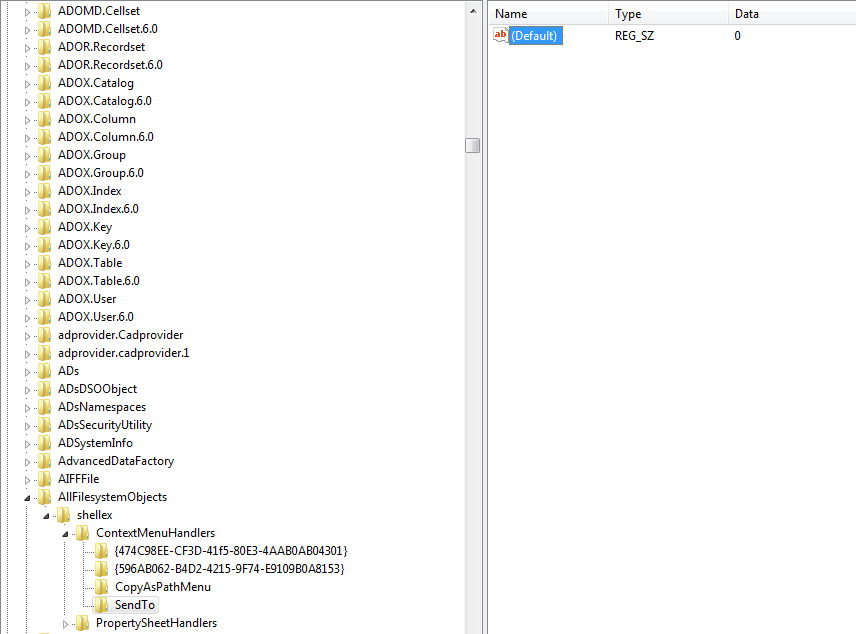 ADOMD.Cellset
ADOMD.Cellset.6.0
ADOR.Recordset
ADOR.Recordset.6.0
ADOX.Catalog
ADOX.Catalog.6.0
ADOX.Column
ADOX.Column.6.0
ADOX.Group
ADOX.Group.6.0
ADOX.Index
ADOX.Index.6.0
ADOX.Key
ADOX.Key.6.0
ADOX.Table
ADOX.Table.6.0
ADOX.User
ADOX.User.6.0
adprovider.Cadprovider
adprovider.cadprovider.1
ADs
ADsDSOObject
ADsNamespaces
ADsSecurityUtility
ADSystemInfo
AdvancedDataFactory
AIFFFile
AllFilesystemObjects
shellex
ContextMenuHandlers
{474C98EE-CF3D-41f5-80E3-4AAB0AB04301}
{596AB062-B4D2-4215-9F74-E9109B0A8153}
CopyAsPathMenu
SendTo
PropertySheetHandlers
Name Type Data
ab (Default) REG_SZ 0